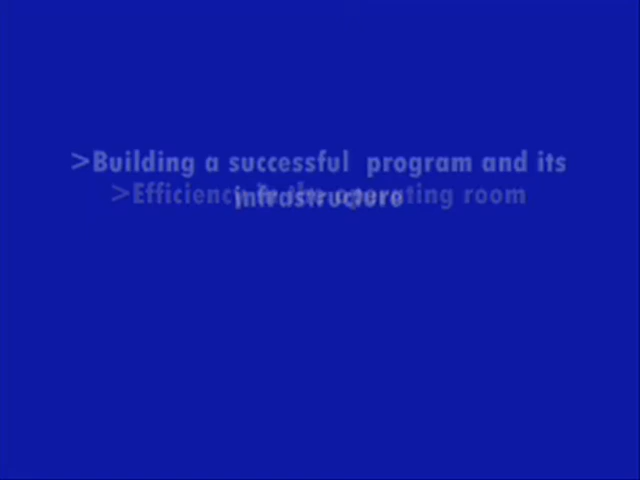 >Building a successful program and its
infrastructure
>Efficiency in the operating room